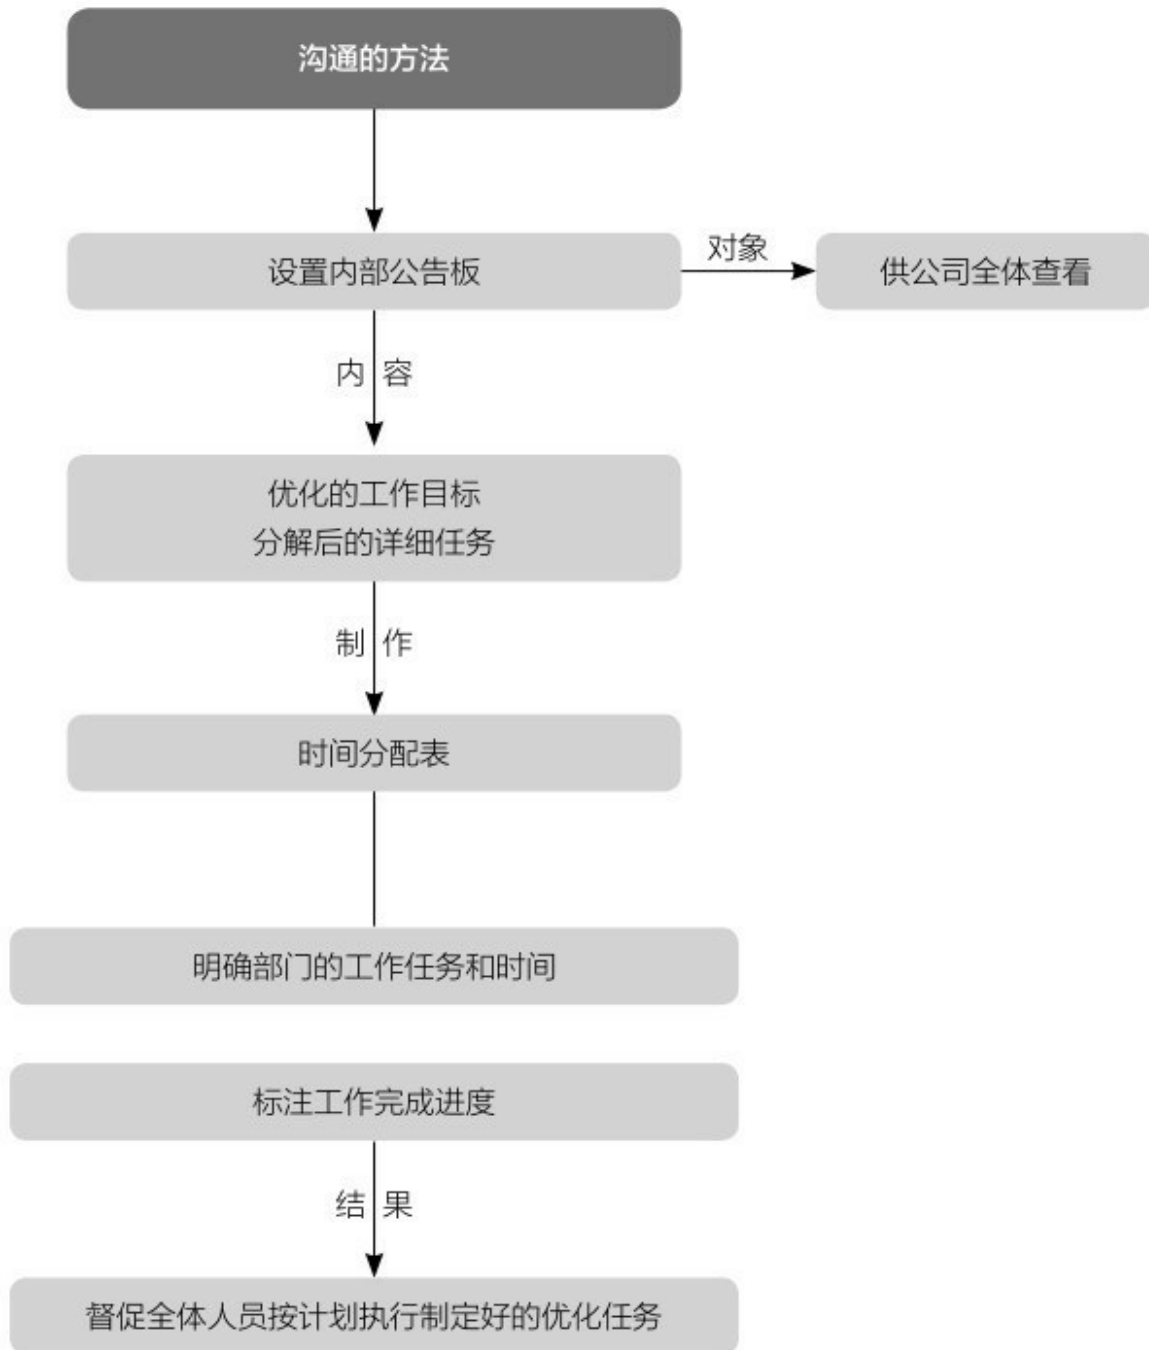 沟通的方法
设置内部公告板
对象
供公司全体查看
内容
优化的工作目标
分解后的详细任务
制作
时间分配表
明确部门的工作任务和时间
标注工作完成进度
结果
督促全体人员按计划执行制定好的优化任务